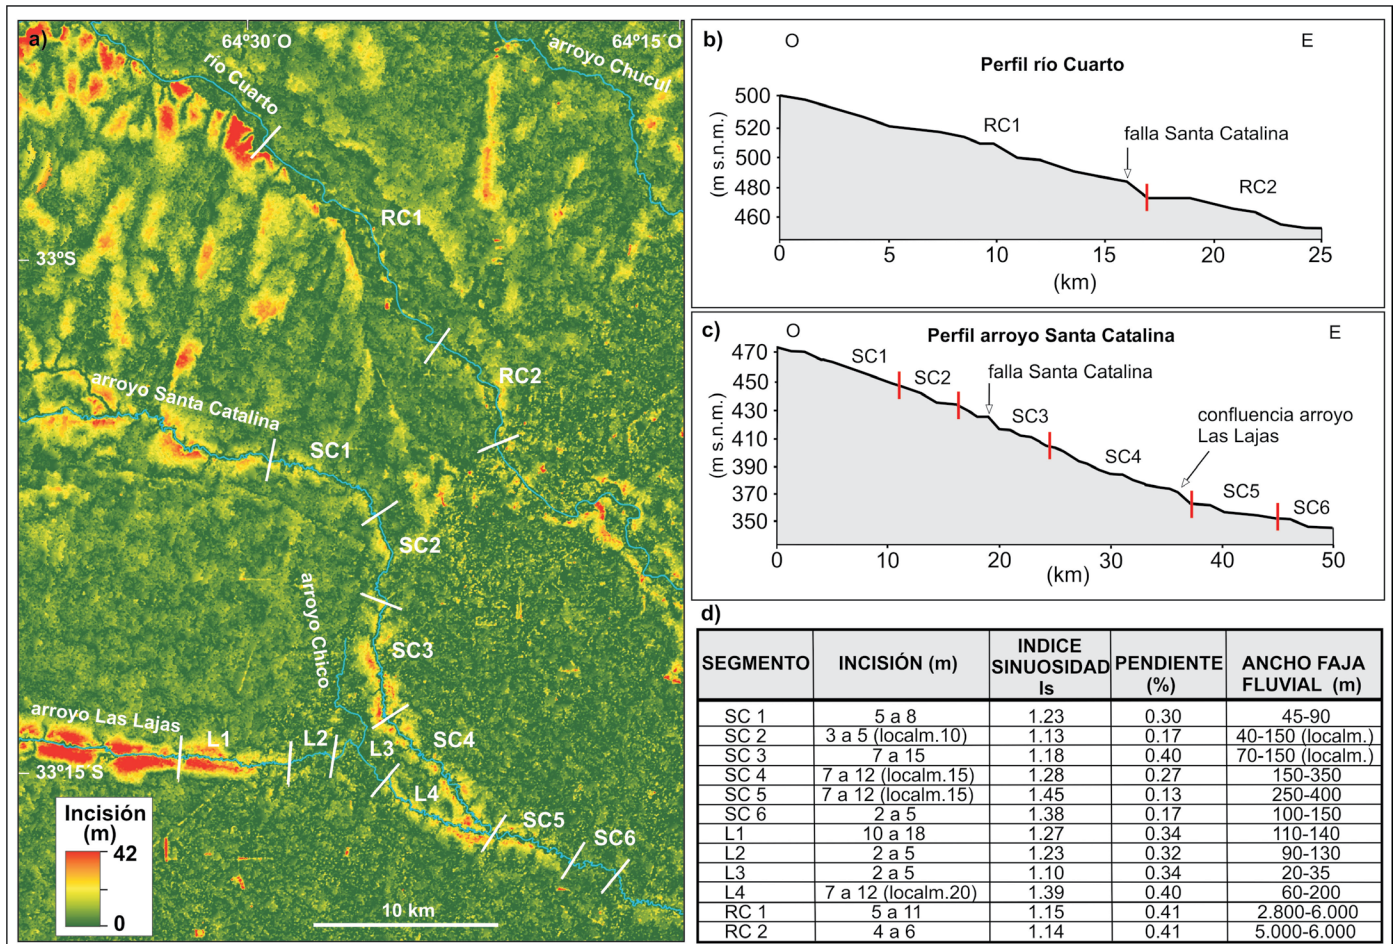 a)
64º30´O
64º15´O
río Cuarto
arroyo Chucul
RC1
33ºS
RC2
arroyo Santa Catalina
SC1
SC2
arroyo Chico
SC3
arroyo Las Lajas
L1
L2
L3
SC4
33º15´S
L4
SC5
SC6
Incisión
(m)
42
0
10 km
b)
O
E
Perfil río Cuarto
500
520
500
480
460
(m s.n.m.)
RC1
falla Santa Catalina
RC2
0 5 10 15 20 25
(km)
c)
O
E
Perfil arroyo Santa Catalina
470
450
430
410
390
370
350
(m s.n.m.)
SC1
SC2
falla Santa Catalina
SC3
confluencia arroyo
Las Lajas
SC4
SC5
SC6
0 10 20 30 40 50
(km)
d)
SEGMENTO INCISIÓN (m) INDICE SINUOSIDAD Is PENDIENTE (%) ANCHO FAJA FLUVIAL (m)
SC 1 5 a 8 1.23 0.30 45-90
SC 2 3 a 5 (localm.10) 1.13 0.17 40-150 (localm.)
SC 3 7 a 15 1.18 0.40 70-150 (localm.)
SC 4 7 a 12 (localm.15) 1.28 0.27 150-350
SC 5 7 a 12 (localm.15) 1.45 0.13 250-400
SC 6 2 a 5 1.38 0.17 100-150
L1 10 a 18 1.27 0.34 110-140
L2 2 a 5 1.23 0.32 90-130
L3 2 a 5 1.10 0.34 20-35
L4 7 a 12 (localm.20) 1.39 0.40 60-200
RC 1 5 a 11 1.15 0.41 2.800-6.000
RC 2 4 a 6 1.14 0.41 5.000-6.000